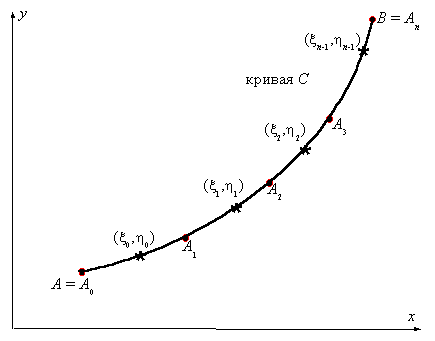 y
B = Aₙ
(ξₙ₋₁,ηₙ₋₁)
кривая C
(ξ₂,η₂)
A₃
(ξ₁,η₁)
A₂
(ξ₀,η₀)
A₁
A = A₀
x